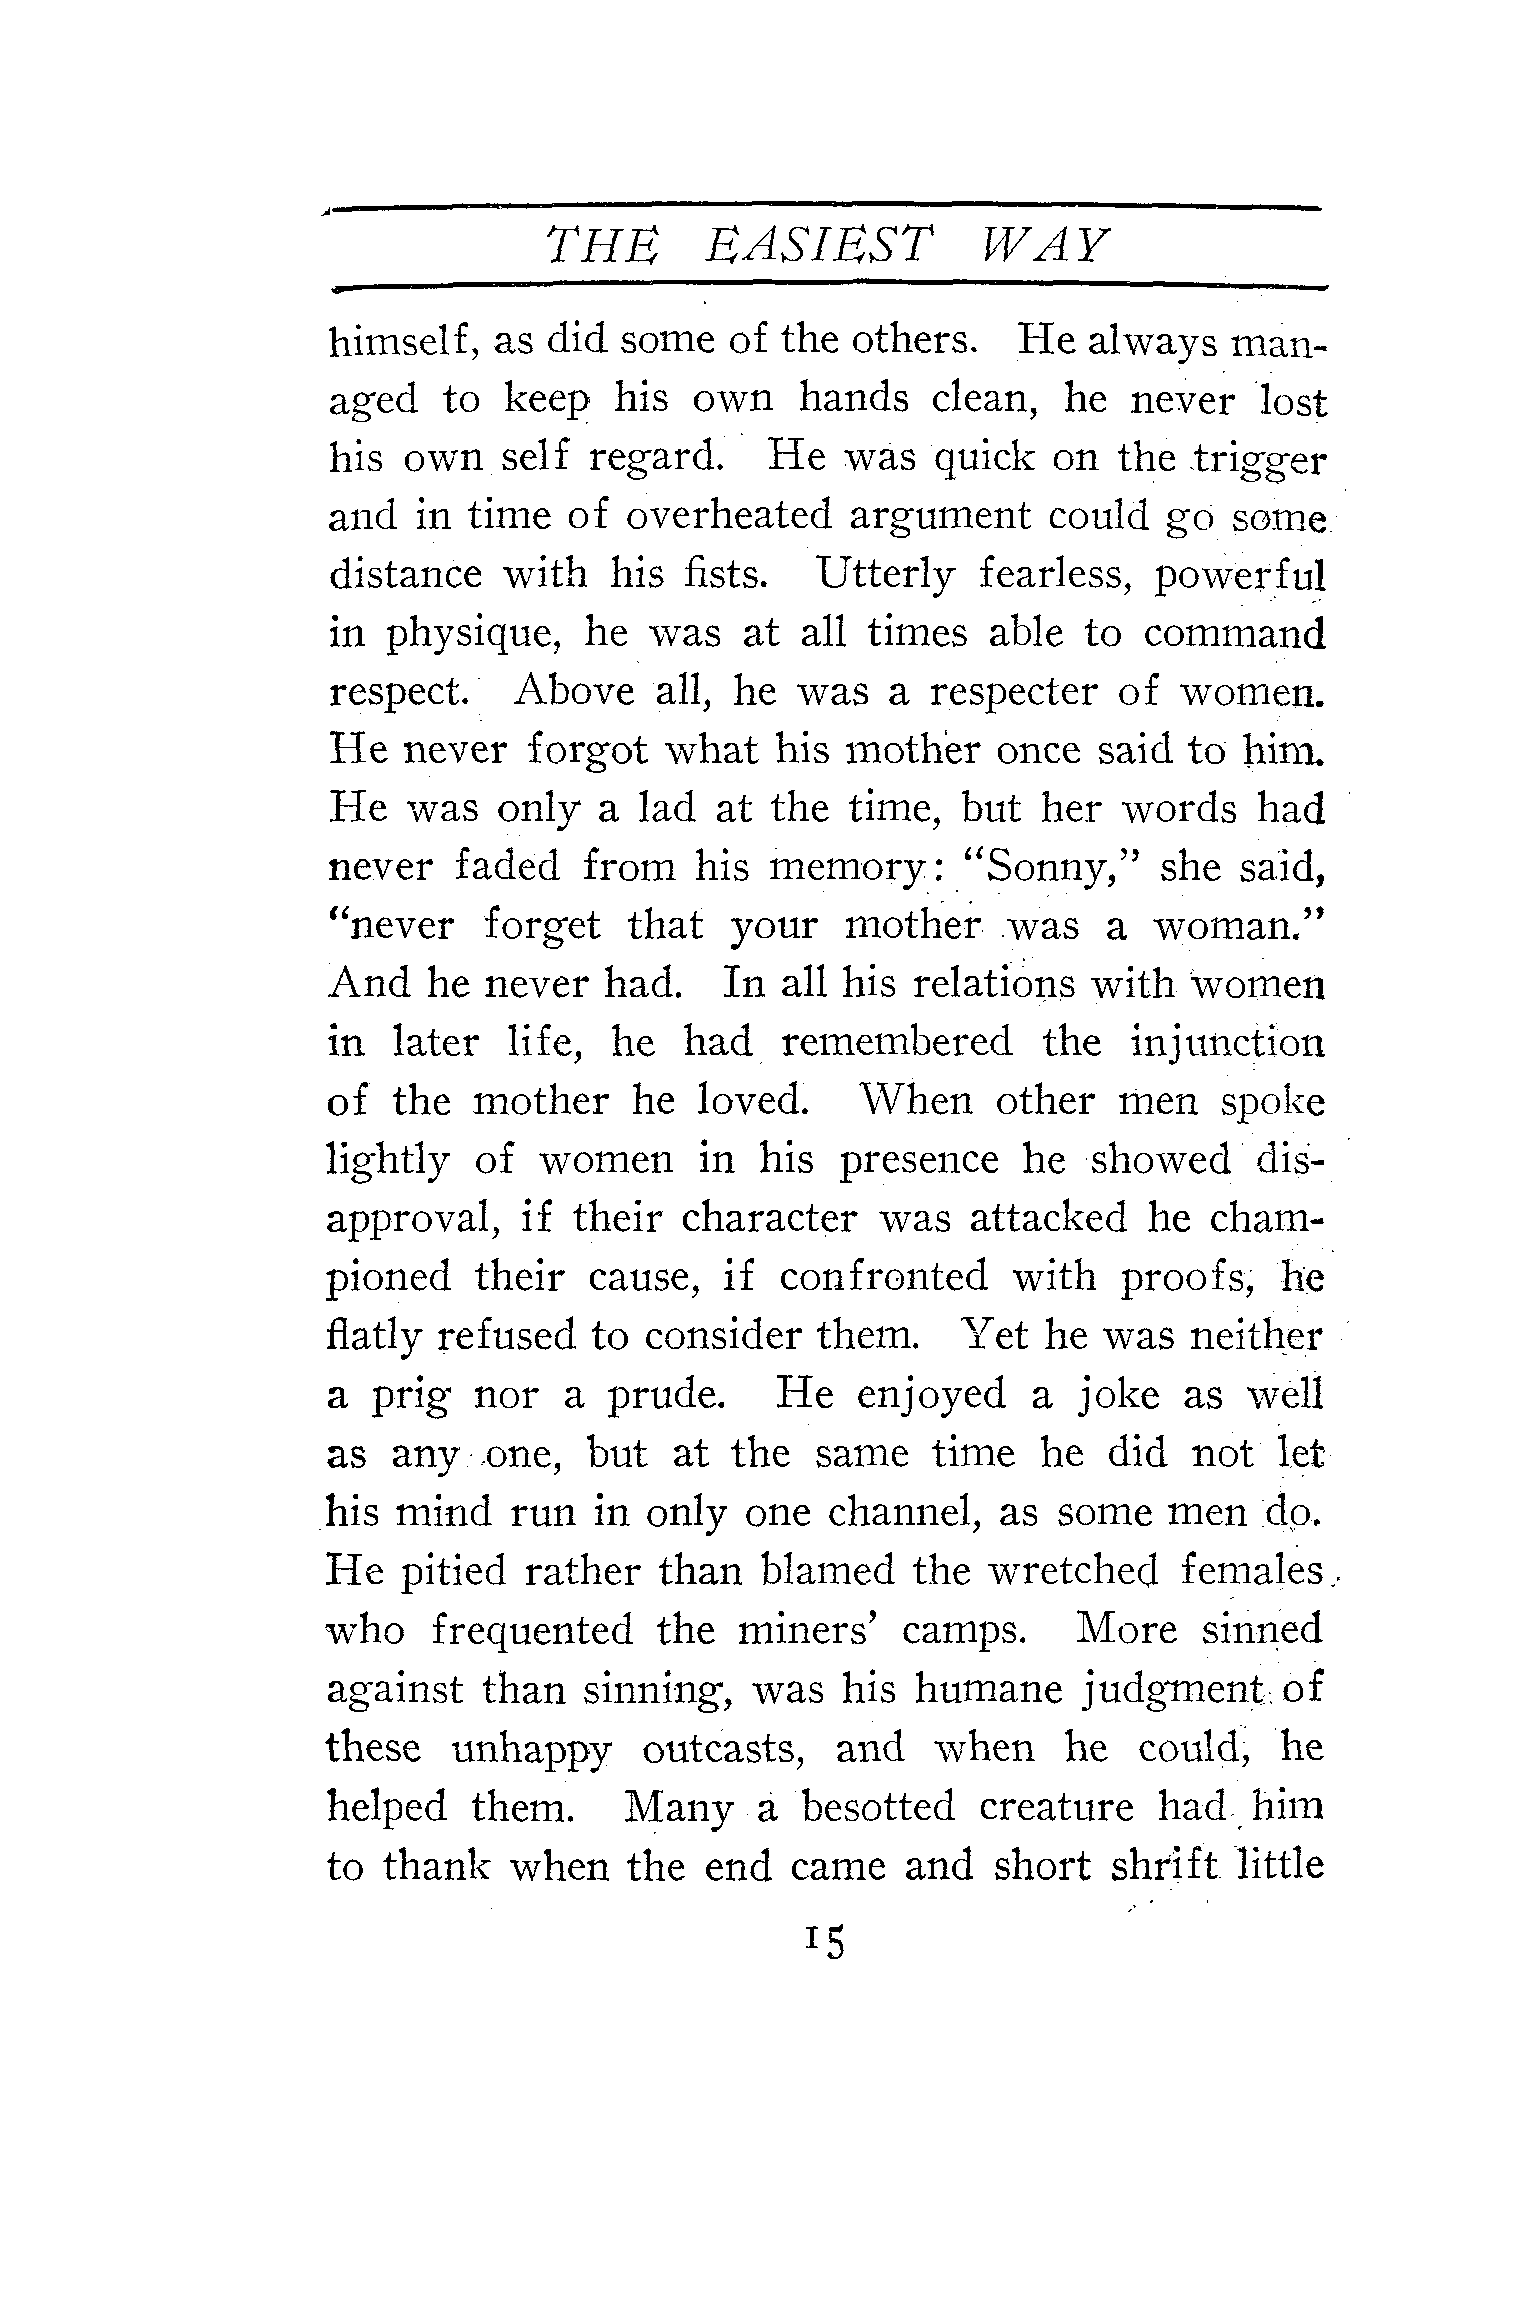 THE EASIEST WAY
himself, as did some of the others. He always man-
aged to keep his own hands clean, he never lost
his own self regard. He was quick on the trigger
and in time of overheated argument could go some
distance with his fists. Utterly fearless, powerful
in physique, he was at all times able to command
respect. Above all, he was a respecter of women.
He never forgot what his mother once said to him.
He was only a lad at the time, but her words had
never faded from his memory: "Sonny," she said,
"never forget that your mother was a woman."
And he never had. In all his relations with women
in later life, he had remembered the injunction
of the mother he loved. When other men spoke
lightly of women in his presence he showed dis-
approval, if their character was attacked he cham-
pioned their cause, if confronted with proofs, he
flatly refused to consider them. Yet he was neither
a prig nor a prude. He enjoyed a joke as well
as any one, but at the same time he did not let
his mind run in only one channel, as some men do.
He pitied rather than blamed the wretched females
who frequented the miners' camps. More sinned
against than sinning, was his humane judgment of
these unhappy outcasts, and when he could, he
helped them. Many a besotted creature had him
to thank when the end came and short shrift little
15